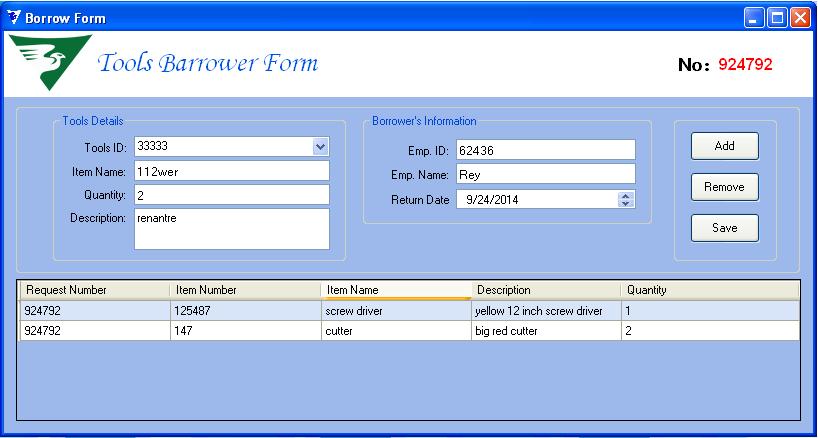 Borrow Form
Tools Barrower Form
No: 924792
Tools Details
Tools ID: 33333
Item Name: 112wer
Quantity: 2
Description: renantre
Borrower's Information
Emp. ID: 62436
Emp. Name: Rey
Return Date 9/24/2014
Add
Remove
Save
Request Number Item Number Item Name Description Quantity
924792 125487 screw driver yellow 12 inch screw driver 1
924792 147 cutter big red cutter 2